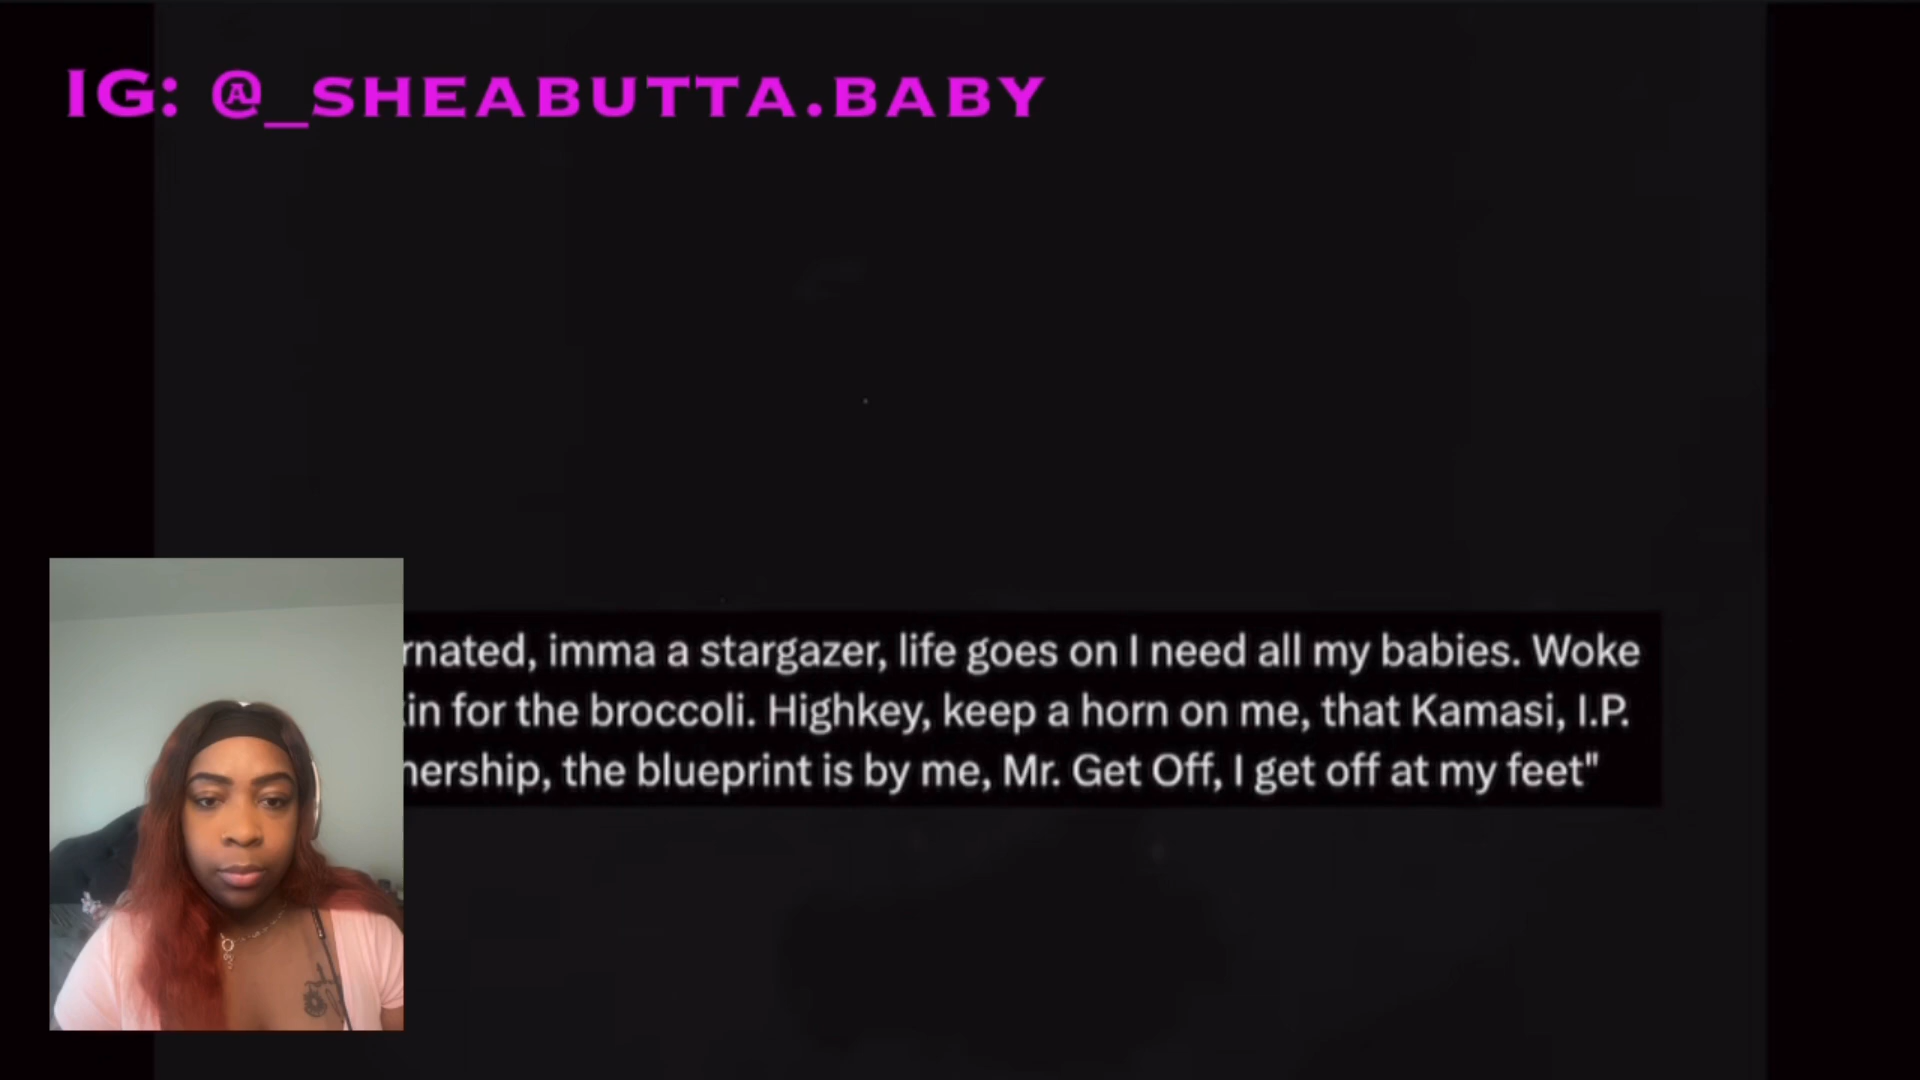 IG: @_SHEABUTTA.BABY
rnated, imma a stargazer, life goes on I need all my babies. Woke
in for the broccoli. Highkey, keep a horn on me, that Kamasi, I.P.
nership, the blueprint is by me, Mr. Get Off, I get off at my feet"